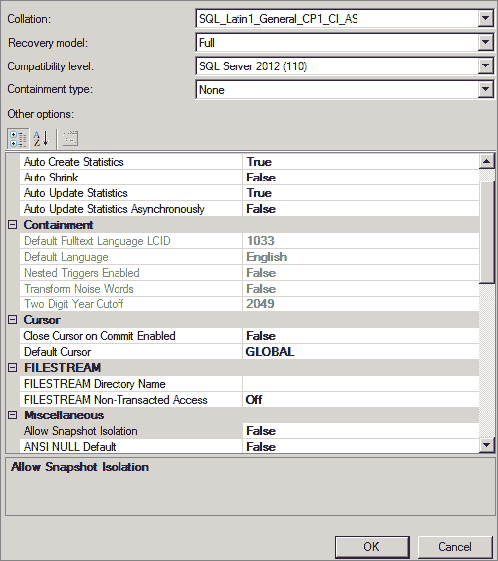 Collation: SQL_Latin1_General_CP1_CI_AS
Recovery model: Full
Compatibility level: SQL Server 2012 (110)
Containment type: None
Other options:
Auto Create Statistics True
Auto Shrink False
Auto Update Statistics True
Auto Update Statistics Asynchronously False
Containment
Default Fulltext Language LCID 1033
Default Language English
Nested Triggers Enabled False
Transform Noise Words False
Two Digit Year Cutoff 2049
Cursor
Close Cursor on Commit Enabled False
Default Cursor GLOBAL
FILESTREAM
FILESTREAM Directory Name
FILESTREAM Non-Transacted Access Off
Miscellaneous
Allow Snapshot Isolation False
ANSI NULL Default False
Allow Snapshot Isolation
OK Cancel